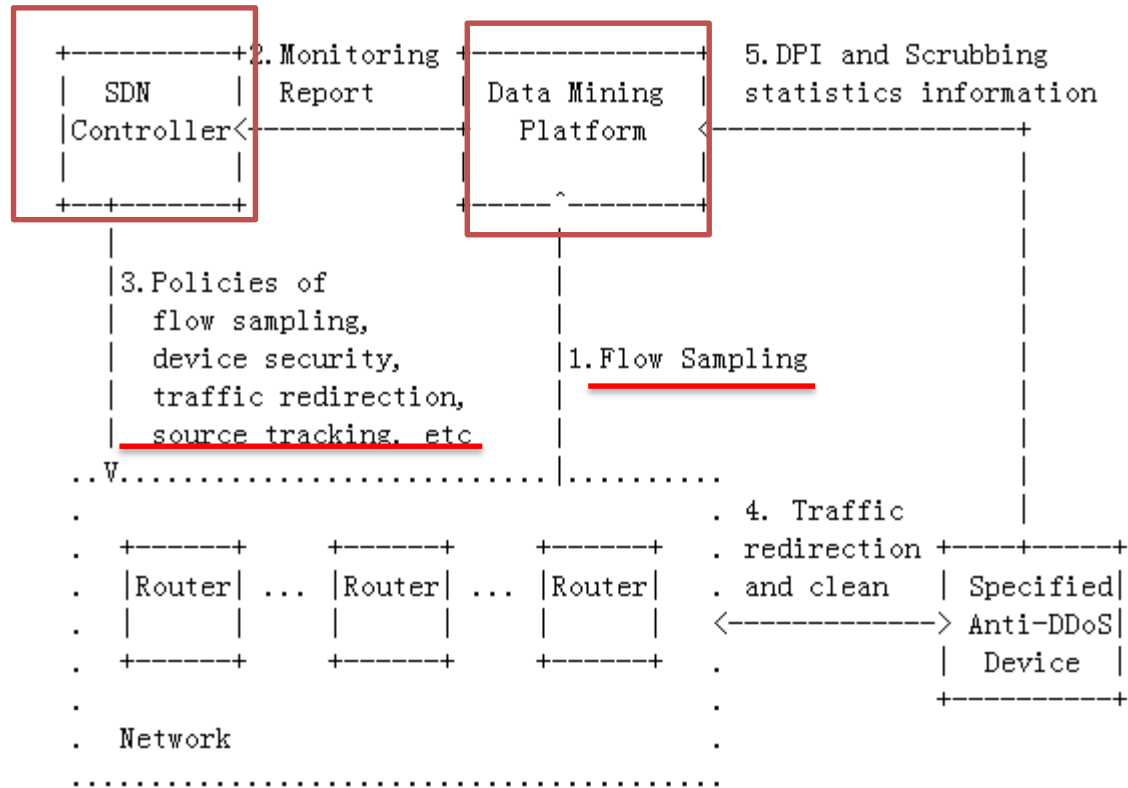 2.Monitoring
Report
SDN
Controller
Data Mining
Platform
5.DPI and Scrubbing
statistics information
3.Policies of
flow sampling,
device security,
traffic redirection,
source tracking, etc
1.Flow Sampling
4. Traffic
redirection
and clean
Router ... Router ... Router
Specified
Anti-DDoS
Device
Network